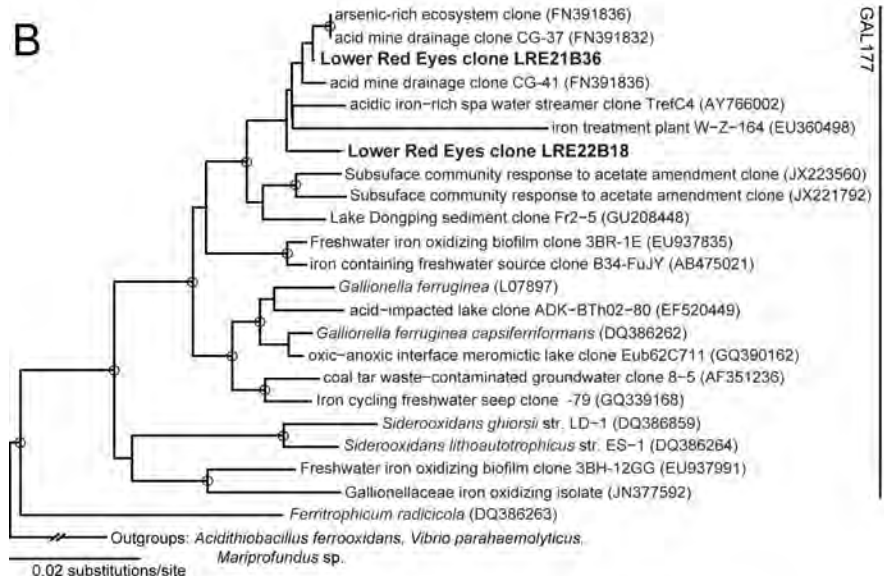 B
GAL177
arsenic-rich ecosystem clone (FN391836)
acid mine drainage clone CG-37 (FN391832)
Lower Red Eyes clone LRE21B36
acid mine drainage clone CG-41 (FN391836)
acidic iron-rich spa water streamer clone TrefC4 (AY766002)
iron treatment plant W-Z-164 (EU360498)
Lower Red Eyes clone LRE22B18
Subsuface community response to acetate amendment clone (JX223560)
Subsuface community response to acetate amendment clone (JX221792)
Lake Dongping sediment clone Fr2-5 (GU208448)
Freshwater iron oxidizing biofilm clone 3BR-1E (EU937835)
iron containing freshwater source clone B34-FuJY (AB475021)
Gallionella ferruginea (L07897)
acid-impacted lake clone ADK-BTh02-80 (EF520449)
Gallionella ferruginea capsiferriformans (DQ386262)
oxic-anoxic interface meromictic lake clone Eub62C711 (GQ390162)
coal tar waste-contaminated groundwater clone 8-5 (AF351236)
Iron cycling freshwater seep clone -79 (GQ339168)
Siderooxidans ghiorsii str. LD-1 (DQ386859)
Siderooxidans lithoautotrophicus str. ES-1 (DQ386264)
Freshwater iron oxidizing biofilm clone 3BH-12GG (EU937991)
Gallionellaceae iron oxidizing isolate (JN377592)
Ferritrophicum radicicola (DQ386263)
Outgroups: Acidithiobacillus ferrooxidans, Vibrio parahaemolyticus,
Mariprofundus sp.
0.02 substitutions/site